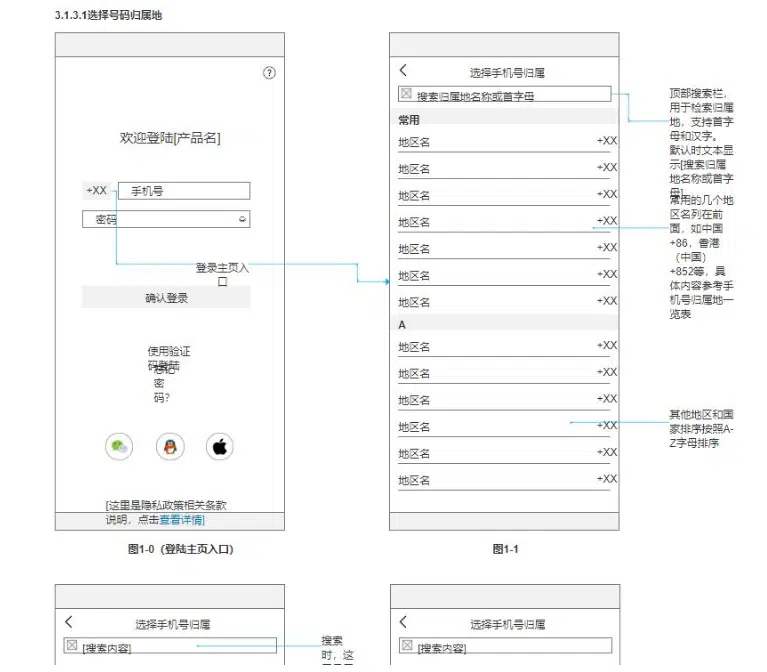 3.1.3.1选择号码归属地
?
欢迎登陆[产品名]
+XX
手机号
密码
登录主页入
口
确认登录
使用验证
码登陆
忘记
密
码?
[这里是隐私政策相关条款
说明,点击查看详情]
图1-0(登陆主页入口)
选择手机号归属
搜索归属地名称或首字母
常用
地区名 +XX
地区名 +XX
地区名 +XX
地区名 +XX
地区名 +XX
地区名 +XX
地区名 +XX
A
地区名 +XX
地区名 +XX
地区名 +XX
地区名 +XX
地区名 +XX
地区名 +XX
图1-1
顶部搜索栏,
用于检索归属
地,支持首字
母和汉字。
默认时文本显
示[搜索归属
地名称或首字
母]
常用的几个地
区名列在前
面,如中国
+86,香港
(中国)
+852等,具
体内容参考手
机号归属地一
览表
其他地区和国
家排序按照A-
Z字母排序
选择手机号归属
[搜索内容]
搜索
时,这
选择手机号归属
[搜索内容]